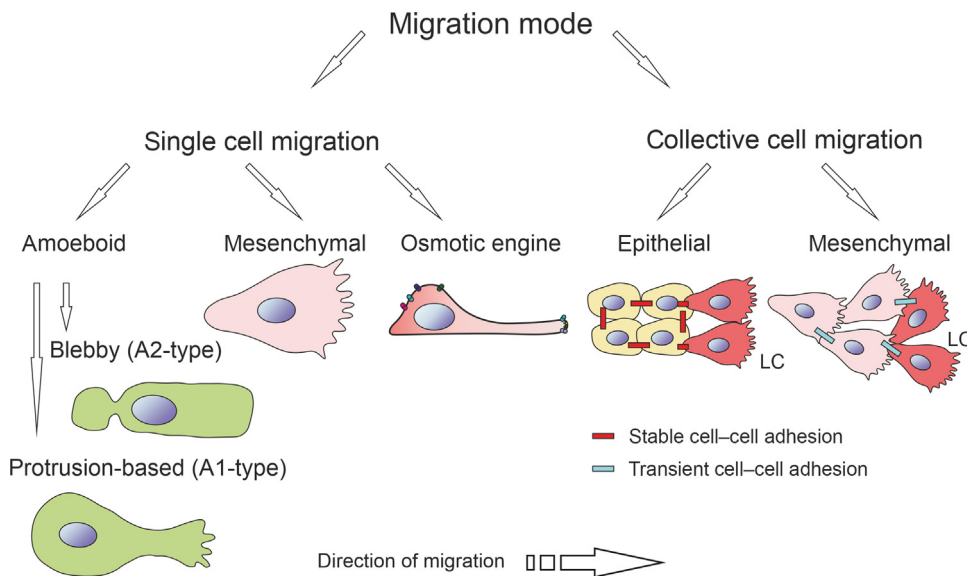 Migration mode
Single cell migration
Collective cell migration
Amoeboid
Mesenchymal
Osmotic engine
Epithelial
Mesenchymal
Blebby (A2-type)
LC
LC
Stable cell–cell adhesion
Transient cell–cell adhesion
Protrusion-based (A1-type)
Direction of migration